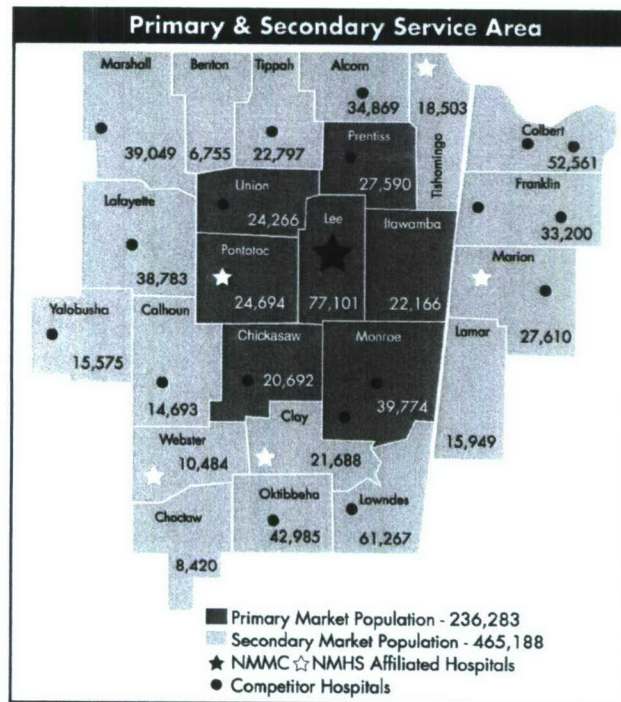 Primary & Secondary Service Area
Marshall
Benton
Tippah
Alcorn
34,869
18,503
39,049
6,755
22,797
Prentiss
27,590
Tishomingo
Colbert
52,561
Union
24,266
Lee
Itawamba
Franklin
33,200
Lafayette
38,783
Pontotoc
24,694
77,101
22,166
Marion
27,610
Yalobusha
15,575
Calhoun
14,693
Chickasaw
20,692
Monroe
39,774
Lamar
15,949
Clay
21,688
Webster
10,484
Choctaw
8,420
Oktibbeha
42,985
Lowndes
61,267
Primary Market Population - 236,283
Secondary Market Population - 465,188
NMMC NMHS Affiliated Hospitals
Competitor Hospitals